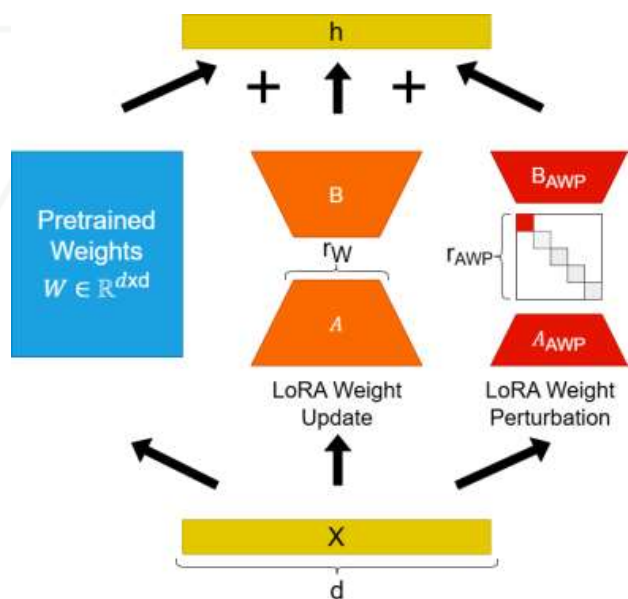 h
+
+
Pretrained
Weights
W ∈ ℝ^{dxd}
B
r_W
A
LoRA Weight
Update
B_AWP
r_AWP
A_AWP
LoRA Weight
Perturbation
X
d